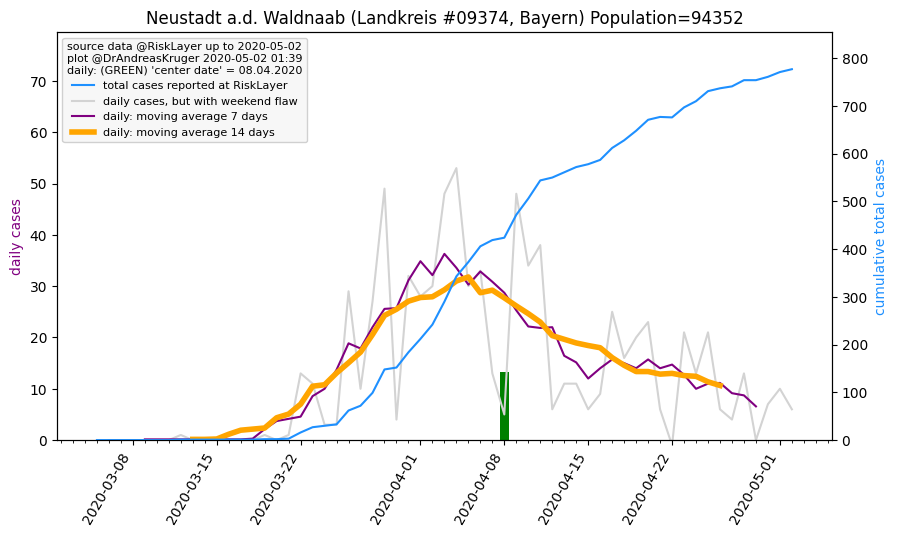 Neustadt a.d. Waldnaab (Landkreis #09374, Bayern) Population=94352
source data @RiskLayer up to 2020-05-02
plot @DrAndreasKruger 2020-05-02 01:39
daily: (GREEN) 'center date' = 08.04.2020
total cases reported at RiskLayer
daily cases, but with weekend flaw
daily: moving average 7 days
daily: moving average 14 days
daily cases
70
60
50
40
30
20
10
0
cumulative total cases
800
700
600
500
400
300
200
100
0
2020-03-08
2020-03-15
2020-03-22
2020-04-01
2020-04-08
2020-04-15
2020-04-22
2020-05-01